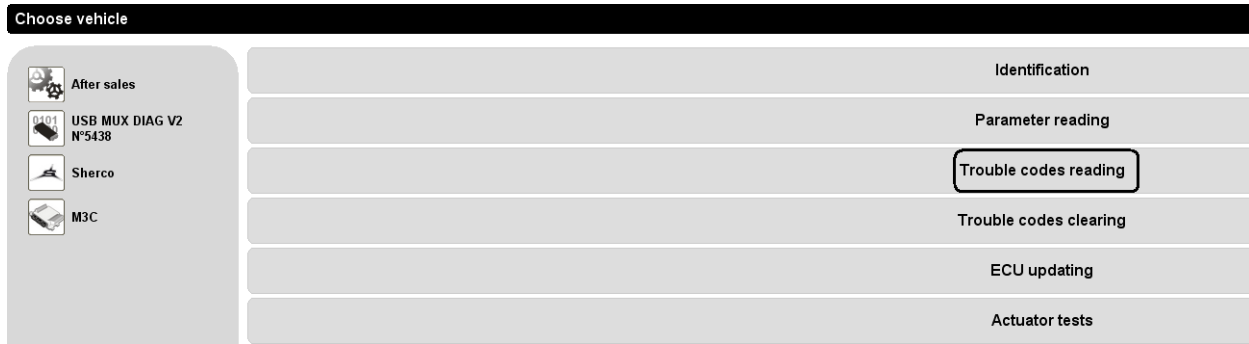 Choose vehicle
After sales
USB MUX DIAG V2
N°5438
Sherco
M3C
Identification
Parameter reading
Trouble codes reading
Trouble codes clearing
ECU updating
Actuator tests